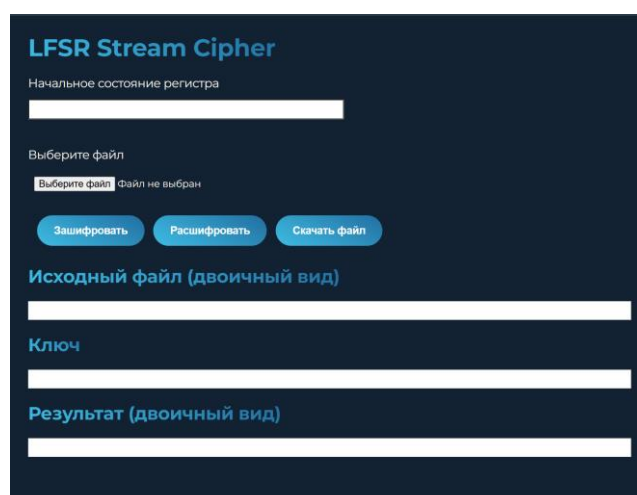 LFSR Stream Cipher
Начальное состояние регистра
Выберите файл
Выберите файл Файл не выбран
Зашифровать Расшифровать Скачать файл
Исходный файл (двоичный вид)
Ключ
Результат (двоичный вид)